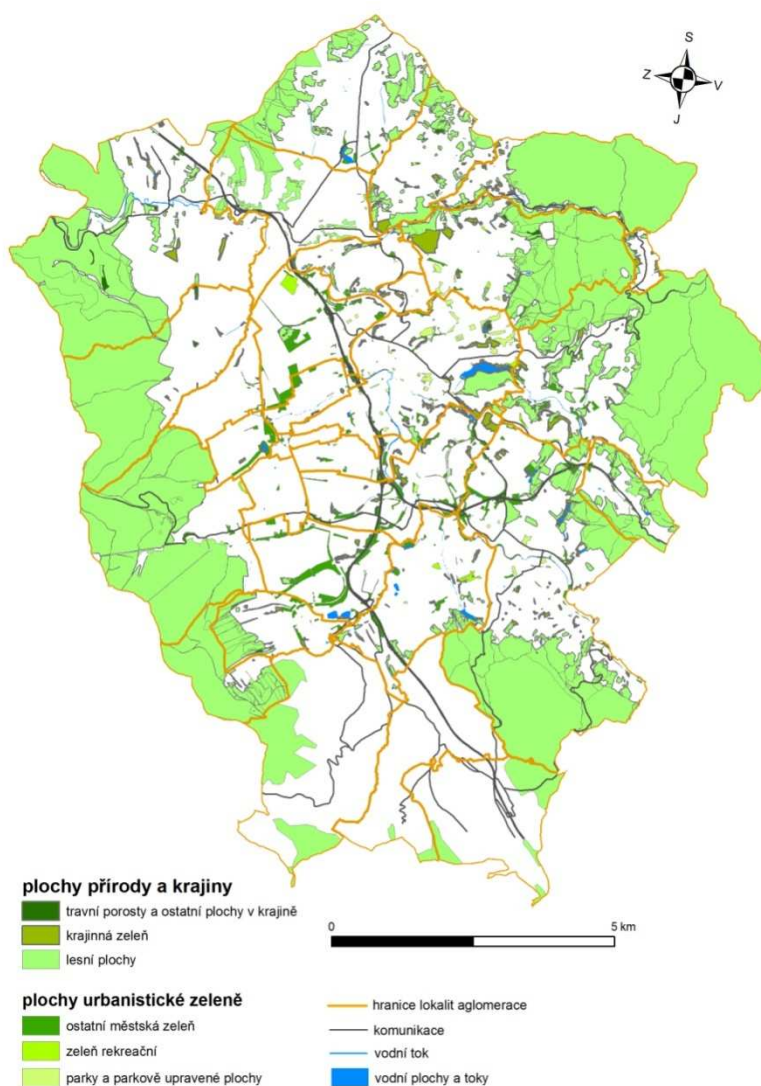 S
Z
V
J
plochy přírody a krajiny
travní porosty a ostatní plochy v krajině
krajinná zeleň
lesní plochy
0 5 km
plochy urbanistické zeleně
ostatní městská zeleň
zeleň rekreační
parky a parkově upravené plochy
hranice lokalit aglomerace
komunikace
vodní tok
vodní plochy a toky